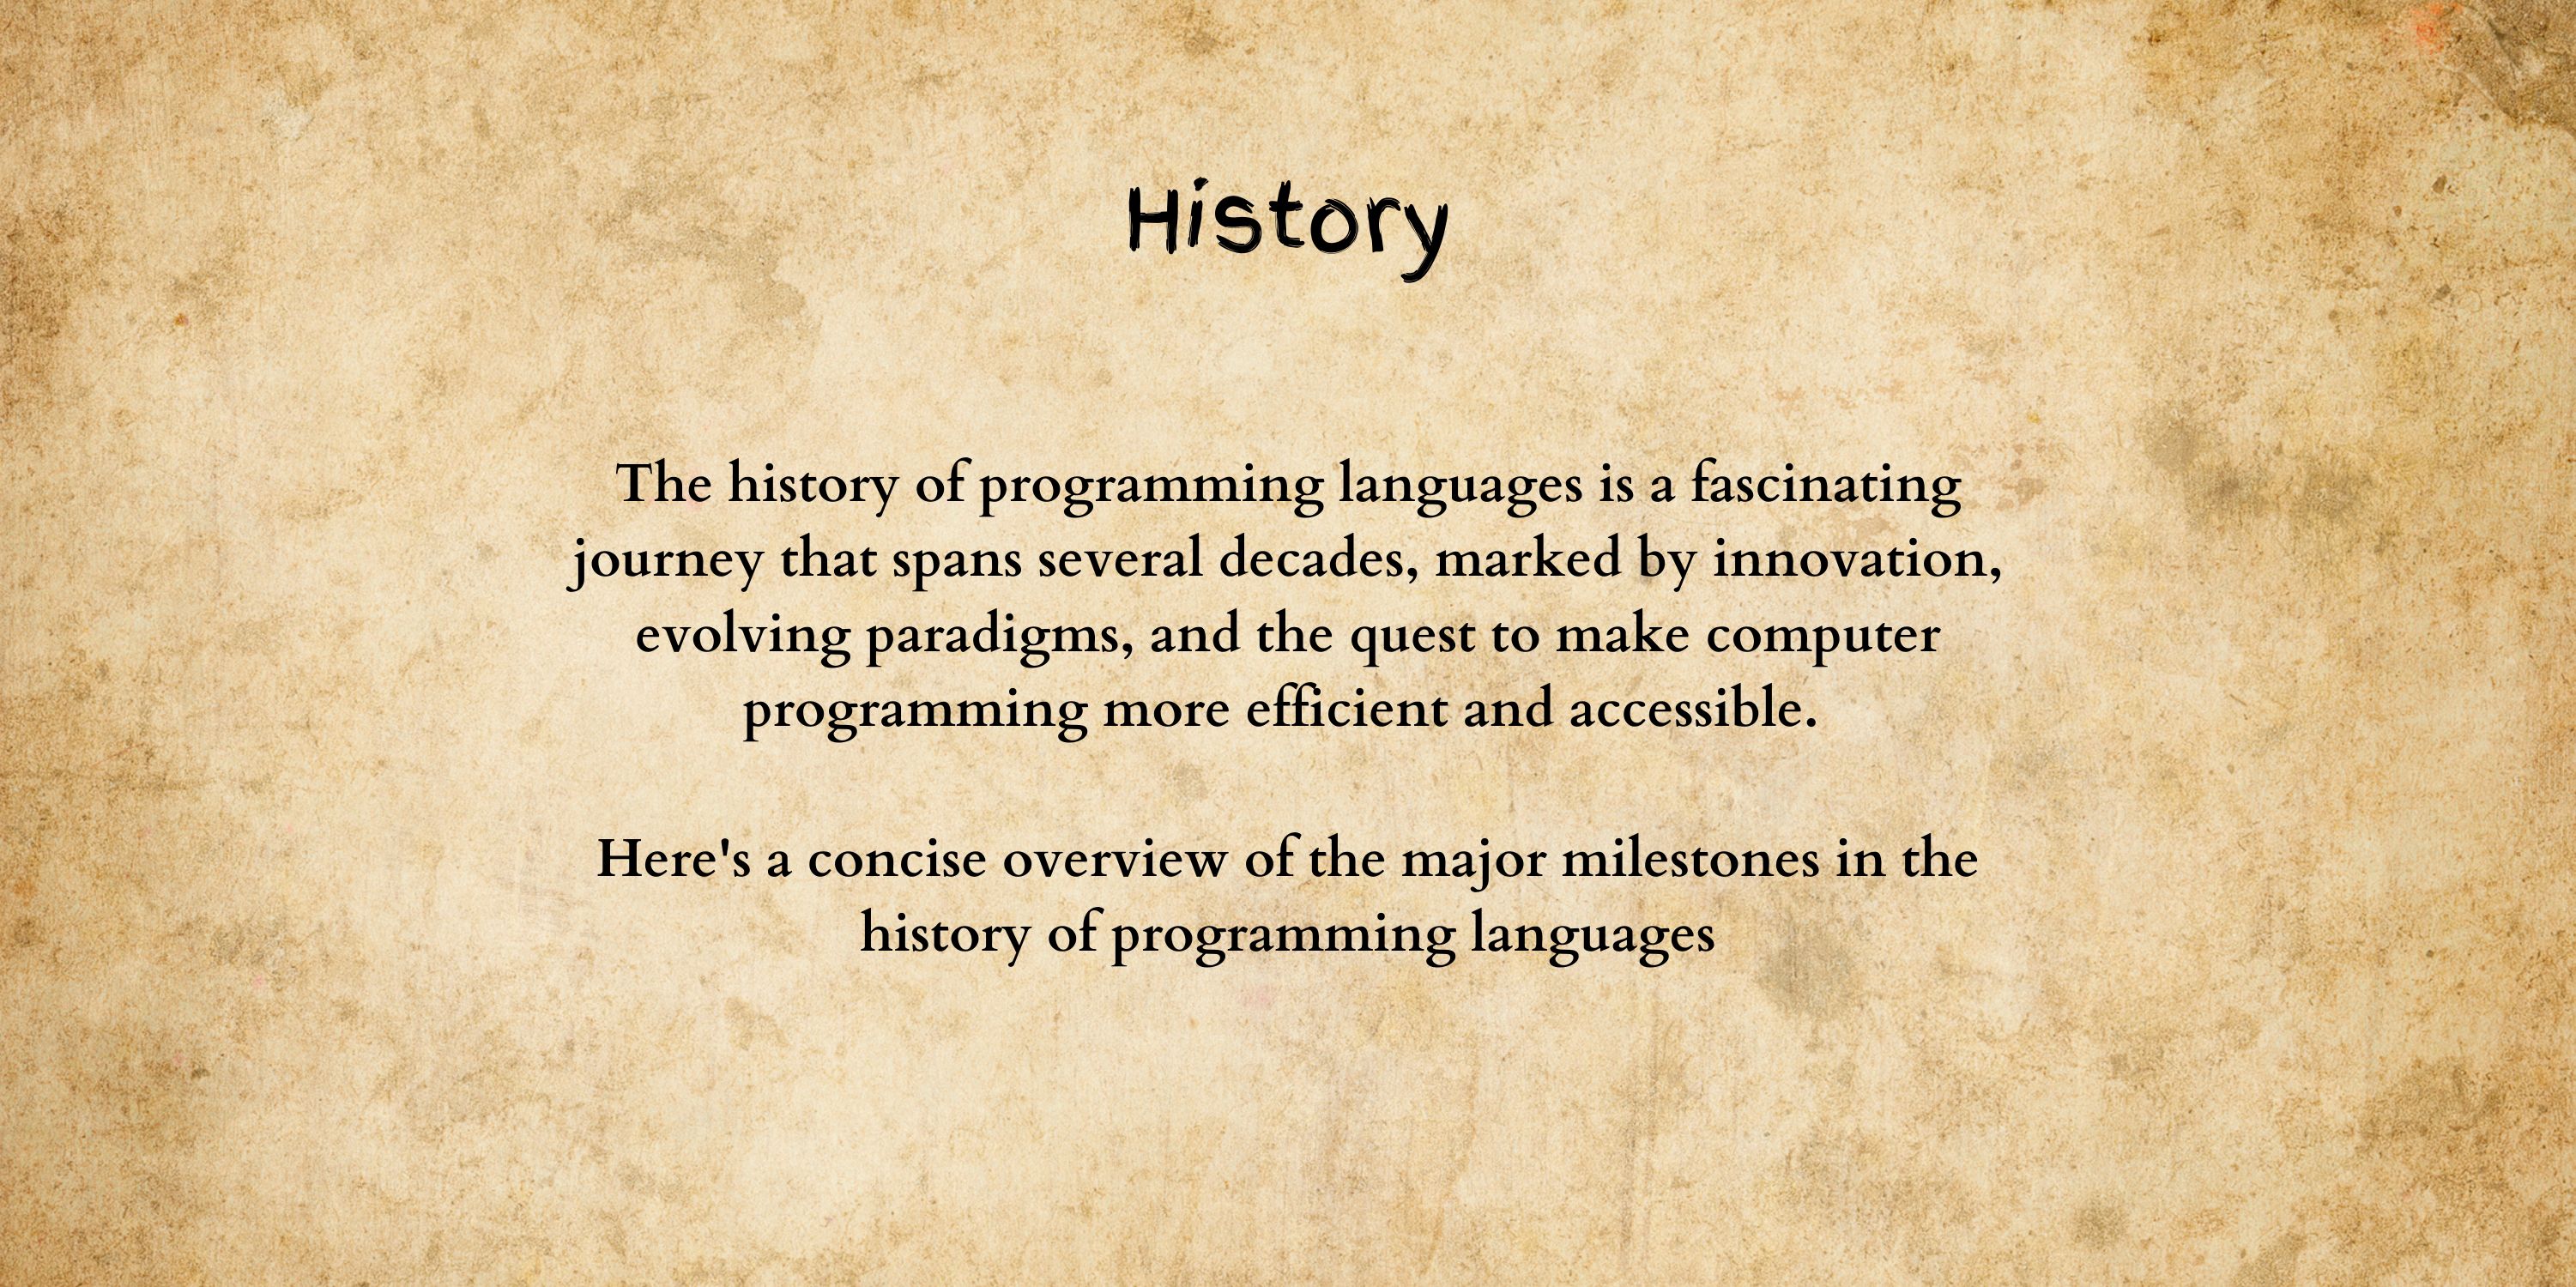 History
The history of programming languages is a fascinating
journey that spans several decades, marked by innovation,
evolving paradigms, and the quest to make computer
programming more efficient and accessible.
Here's a concise overview of the major milestones in the
history of programming languages